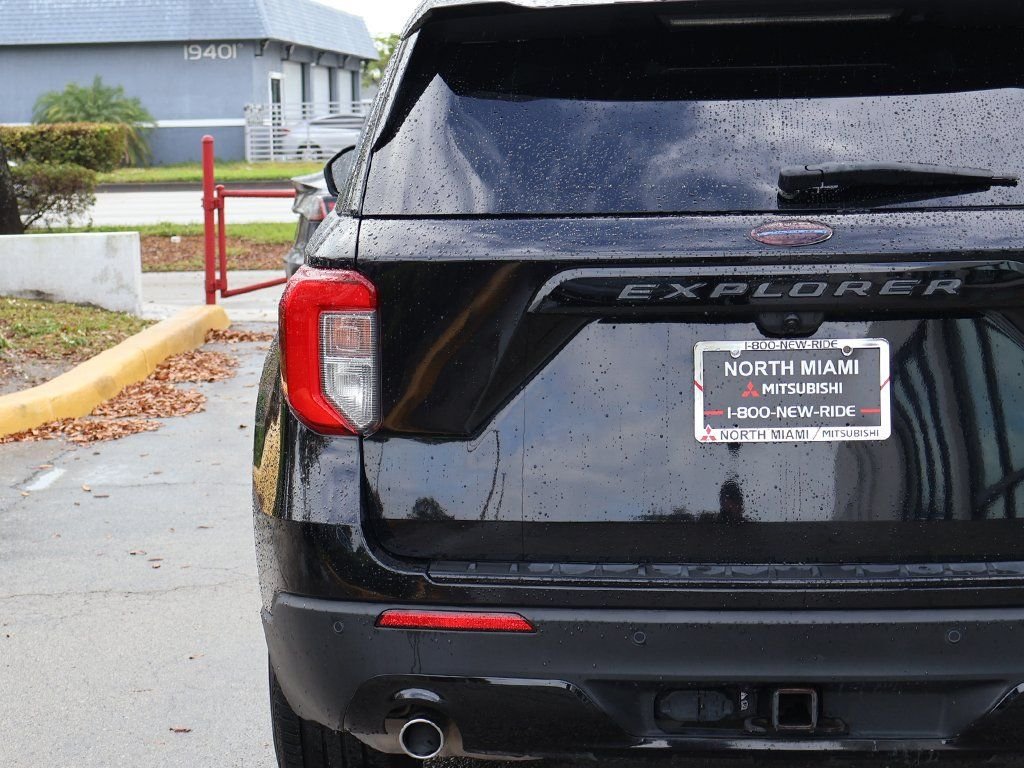 19401
EXPLORER
1-800-NEW-RIDE
NORTH MIAMI
MITSUBISHI
1-800-NEW-RIDE
NORTH MIAMI / MITSUBISHI